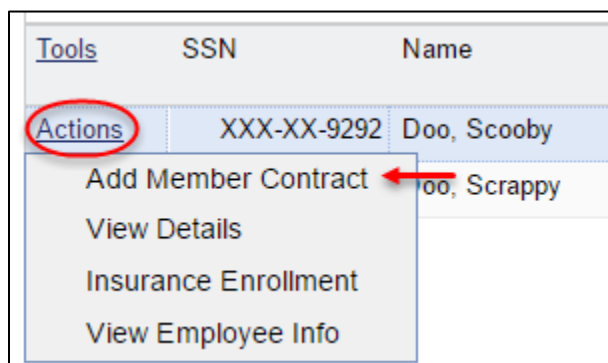 Tools SSN Name
Actions XXX-XX-9292 Doo, Scooby
Add Member Contract oo, Scrappy
View Details
Insurance Enrollment
View Employee Info